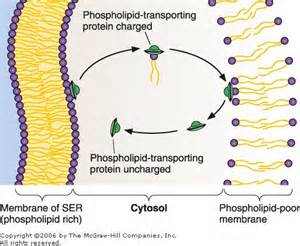 Phospholipid-transporting
protein charged
Phospholipid-transporting
protein uncharged
Membrane of SER
(phospholipid rich)
Cytosol
Phospholipid-poor
membrane
Copyright ©2006 by The McGraw-Hill Companies, Inc.
All rights reserved.